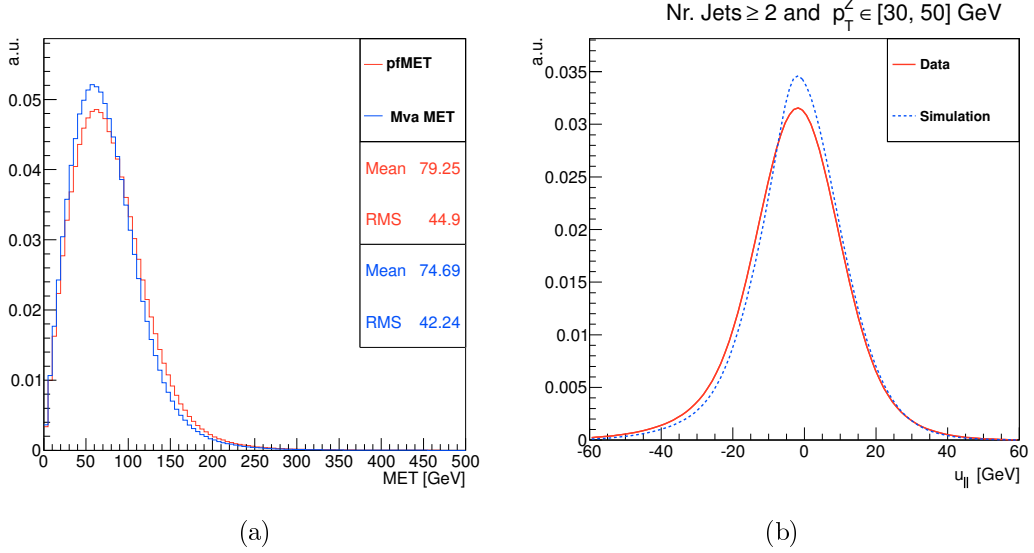 Nr. Jets ≥ 2 and p_T^Z ∈ [30, 50] GeV
a.u.
pfMET
Mva MET
Mean 79.25
RMS 44.9
Mean 74.69
RMS 42.24
0.05
0.04
0.03
0.02
0.01
0
0 50 100 150 200 250 300 350 400 450 500
MET [GeV]
(a)
a.u.
Data
Simulation
0.035
0.03
0.025
0.02
0.015
0.01
0.005
0
-60 -40 -20 0 20 40 60
u_|| [GeV]
(b)